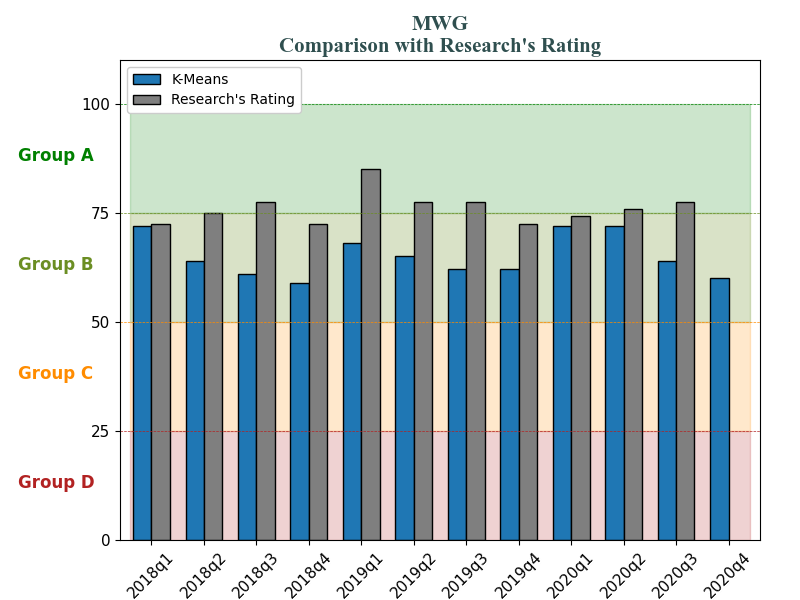 MWG
Comparison with Research's Rating
K-Means
Research's Rating
100
Group A
75
Group B
50
Group C
25
Group D
0
2018q1 2018q2 2018q3 2018q4 2019q1 2019q2 2019q3 2019q4 2020q1 2020q2 2020q3 2020q4